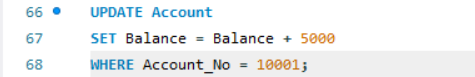 66 UPDATE Account
67 SET Balance = Balance + 5000
68 WHERE Account_No = 10001;